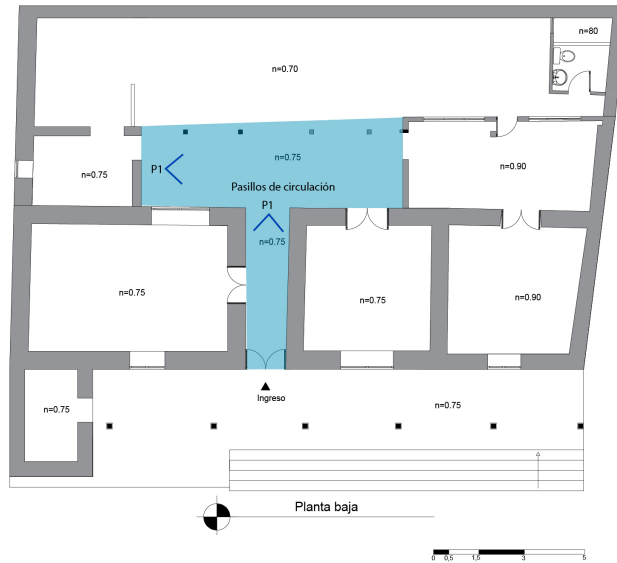 n=80
n=0.70
n=0.75
P1
n=0.75
n=0.90
Pasillos de circulación
P1
n=0.75
n=0.75
n=0.75
n=0.90
Ingreso
n=0.75
n=0.75
Planta baja
0 0,5 1,5 3 5